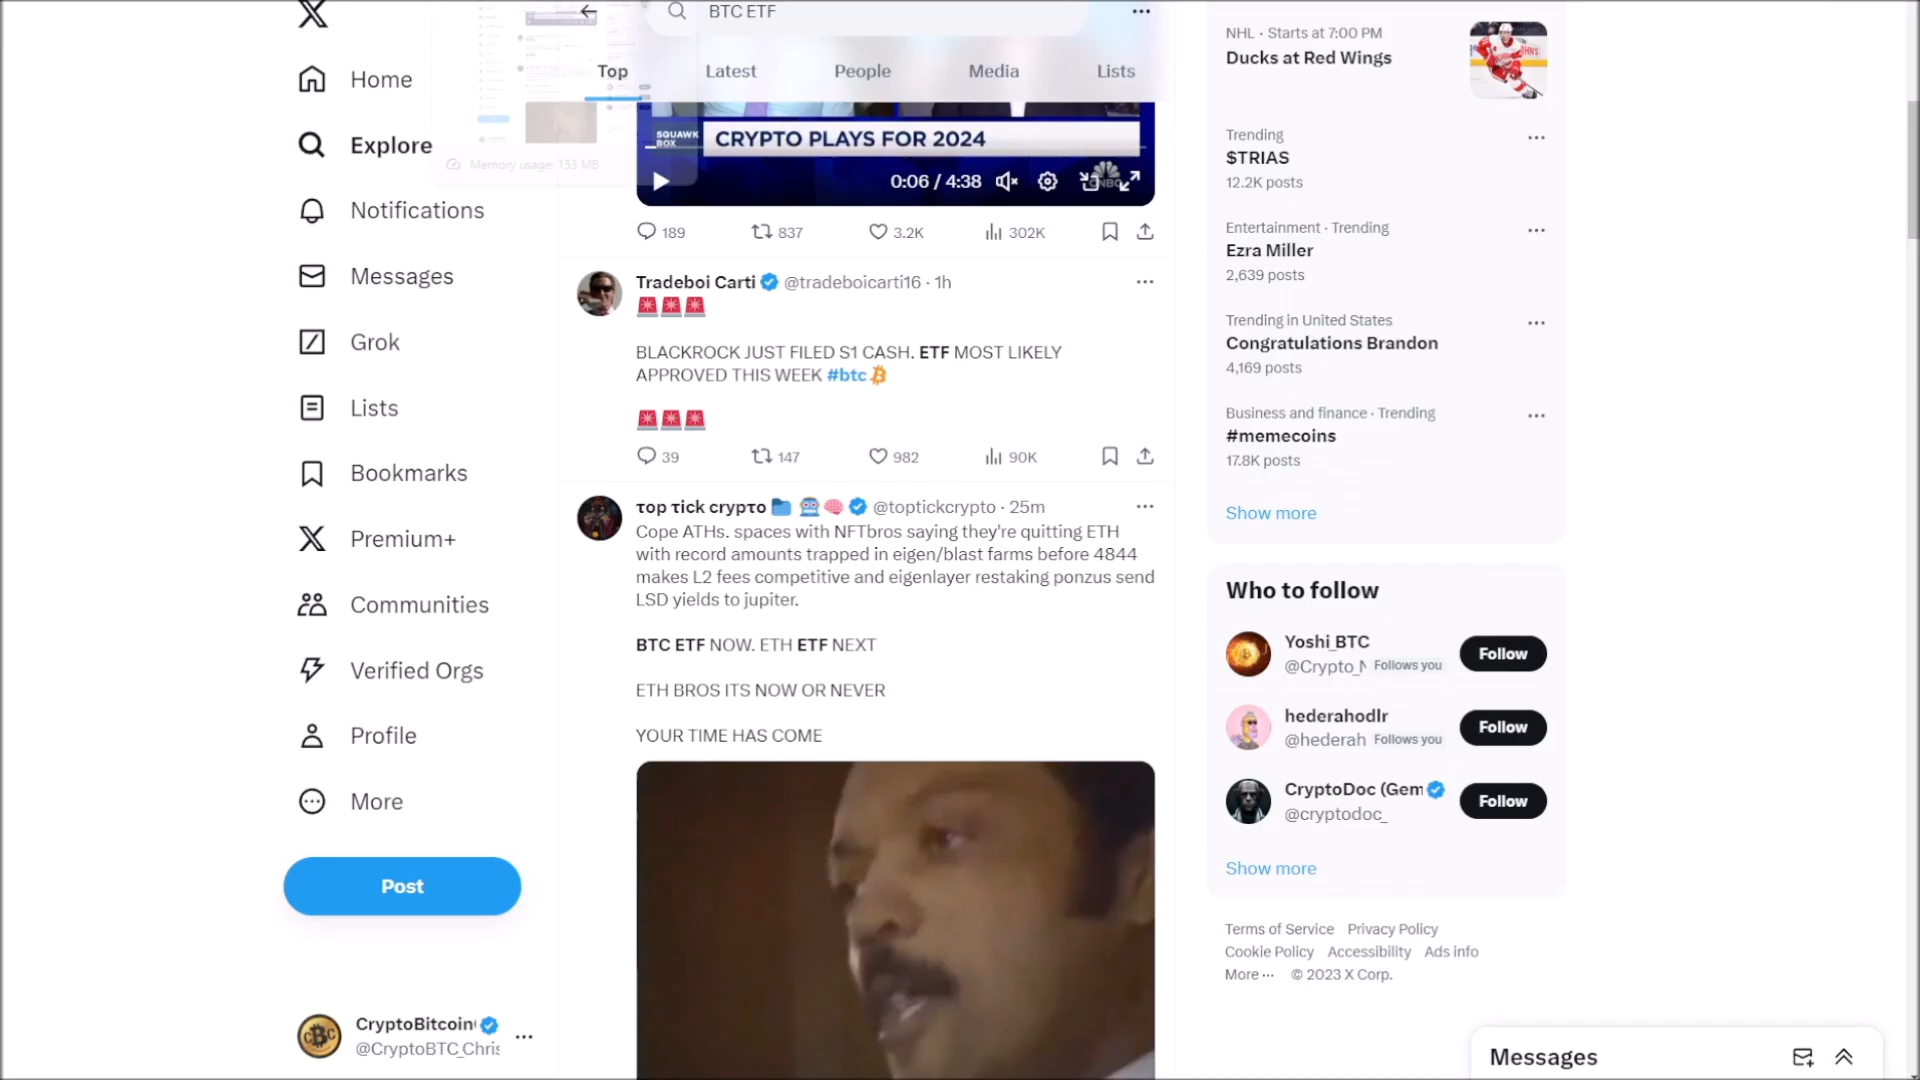 BTC ETF
Top
Latest
People
Media
Lists
Home
Explore
Notifications
Messages
Grok
Lists
Bookmarks
Premium+
Communities
Verified Orgs
Profile
More
Post
CryptoBitcoin
@CryptoBTC_Chris
Memory usage: 153 MB
SQUAWK
BOX
CRYPTO PLAYS FOR 2024
0:06 / 4:38
CNBC
189
837
3.2K
302K
Tradeboi Carti @tradeboicarti16 · 1h
🚨🚨🚨
BLACKROCK JUST FILED S1 CASH. ETF MOST LIKELY
APPROVED THIS WEEK #btc
🚨🚨🚨
39
147
982
90K
τop τick crypτo 📁 🤖🧠 @toptickcrypto · 25m
Cope ATHs. spaces with NFTbros saying they're quitting ETH
with record amounts trapped in eigen/blast farms before 4844
makes L2 fees competitive and eigenlayer restaking ponzus send
LSD yields to jupiter.
BTC ETF NOW. ETH ETF NEXT
ETH BROS ITS NOW OR NEVER
YOUR TIME HAS COME
NHL · Starts at 7:00 PM
Ducks at Red Wings
Trending
$TRIAS
12.2K posts
Entertainment · Trending
Ezra Miller
2,639 posts
Trending in United States
Congratulations Brandon
4,169 posts
Business and finance · Trending
#memecoins
17.8K posts
Show more
Who to follow
Yoshi_BTC
@Crypto_N Follows you
Follow
hederahodlr
@hederah Follows you
Follow
CryptoDoc (Gem
@cryptodoc_
Follow
Show more
Terms of Service Privacy Policy
Cookie Policy Accessibility Ads info
More ··· © 2023 X Corp.
Messages